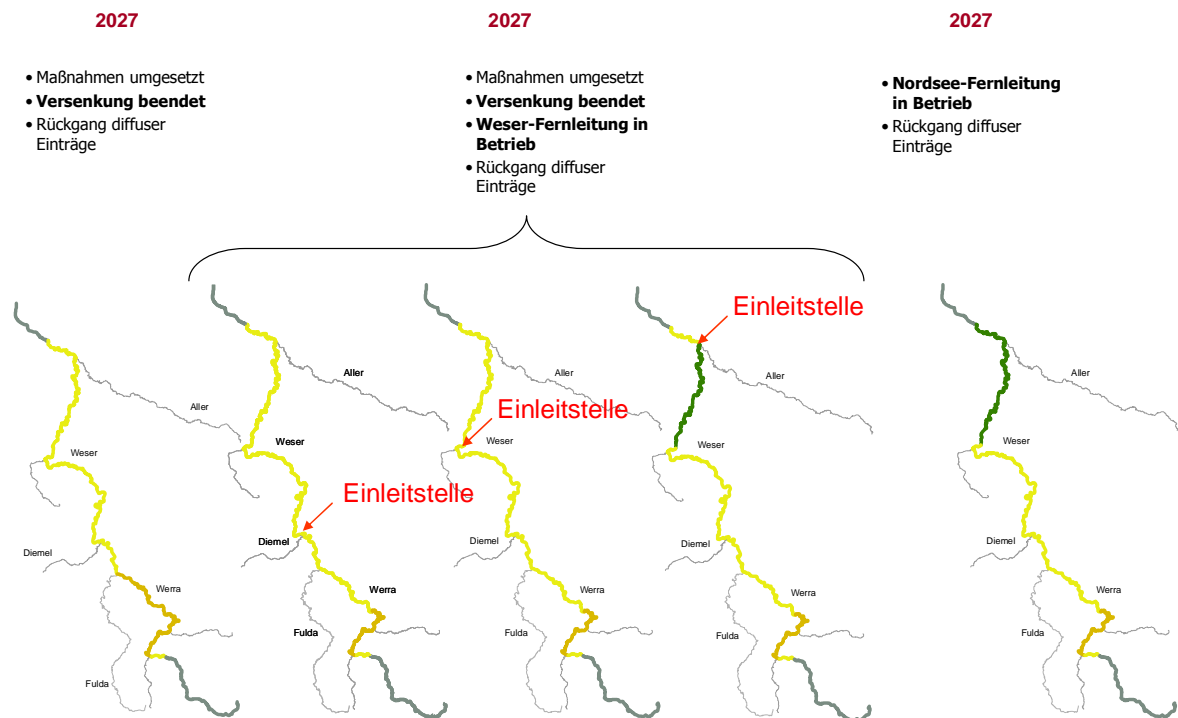 2027
• Maßnahmen umgesetzt
• Versenkung beendet
• Rückgang diffuser
Einträge
2027
• Maßnahmen umgesetzt
• Versenkung beendet
• Weser-Fernleitung in
Betrieb
• Rückgang diffuser
Einträge
2027
• Nordsee-Fernleitung
in Betrieb
• Rückgang diffuser
Einträge
Aller
Weser
Diemel
Werra
Fulda
Aller
Weser
Einleitstelle
Diemel
Werra
Fulda
Aller
Einleitstelle
Weser
Diemel
Werra
Fulda
Einleitstelle
Aller
Weser
Diemel
Werra
Fulda
Aller
Weser
Diemel
Werra
Fulda